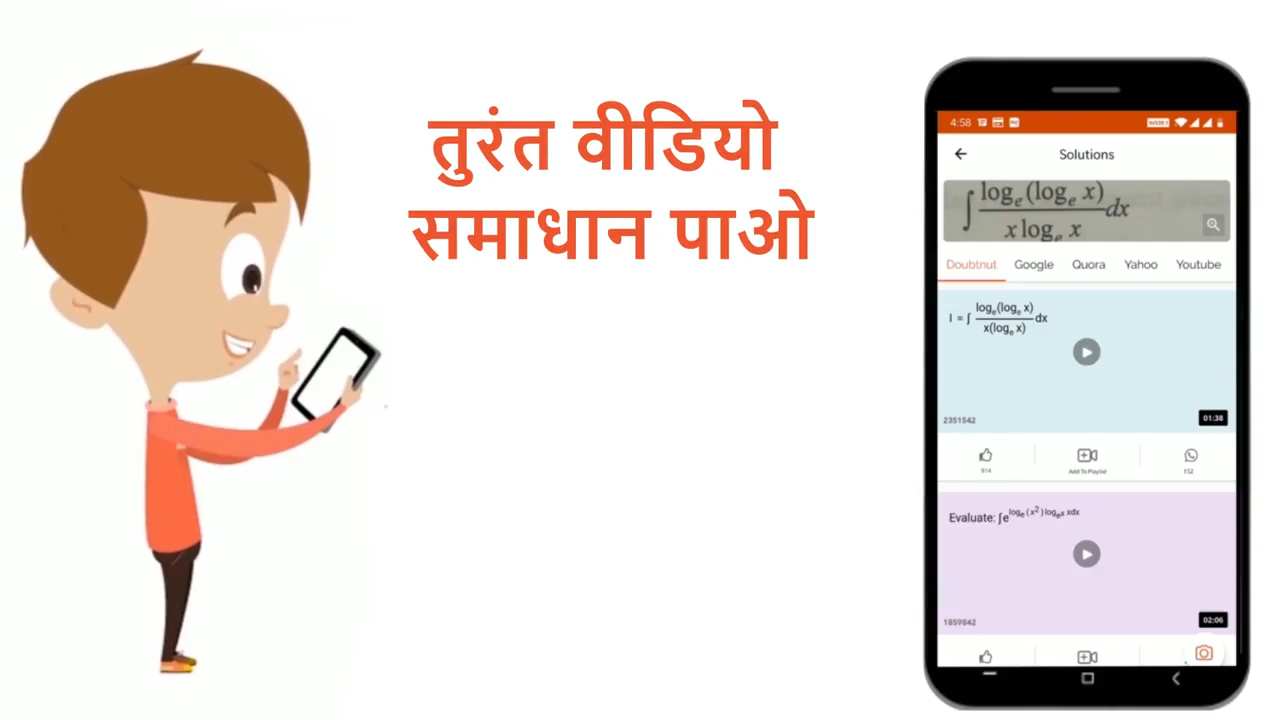 तुरंत वीडियो
समाधान पाओ
4:58
Solutions
∫ logₑ(logₑ x) / x logₑ x dx
Doubtnut Google Quora Yahoo Youtube
I = ∫ logₑ(logₑ x) / x(logₑ x) dx
2351542
01:38
914
Add To Playlist
152
Evaluate: ∫e^logₑ(x²)logₑx xdx
1859842
02:06